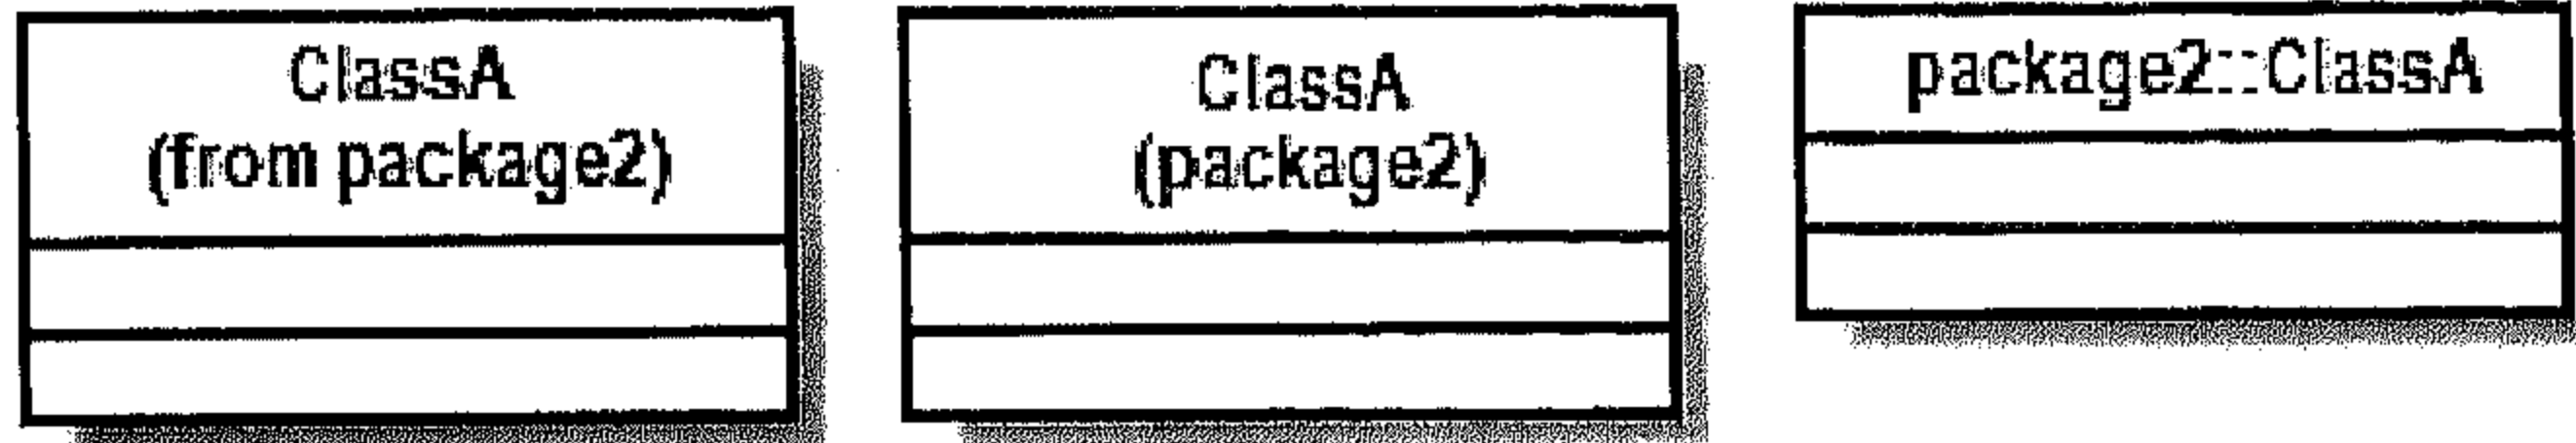 ClassA
(from package2)
ClassA
(package2)
package2::ClassA